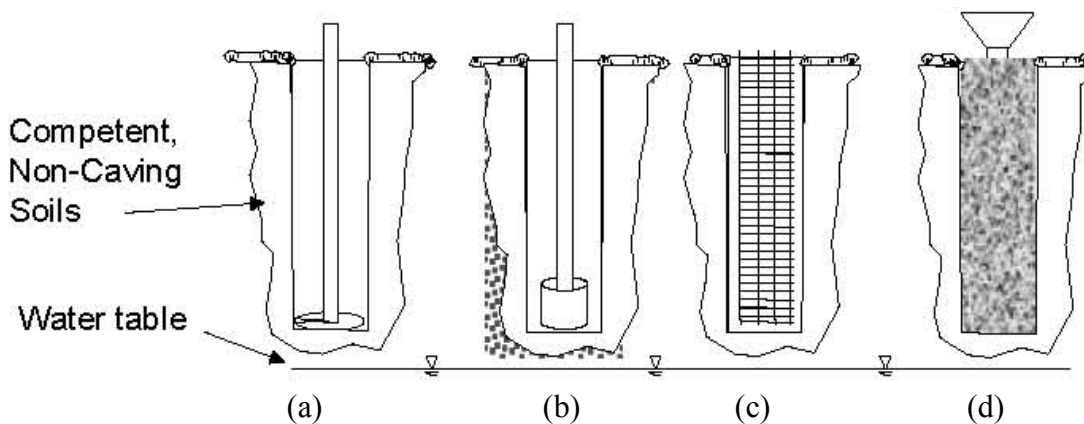 Competent,
Non-Caving
Soils
Water table
(a) (b) (c) (d)